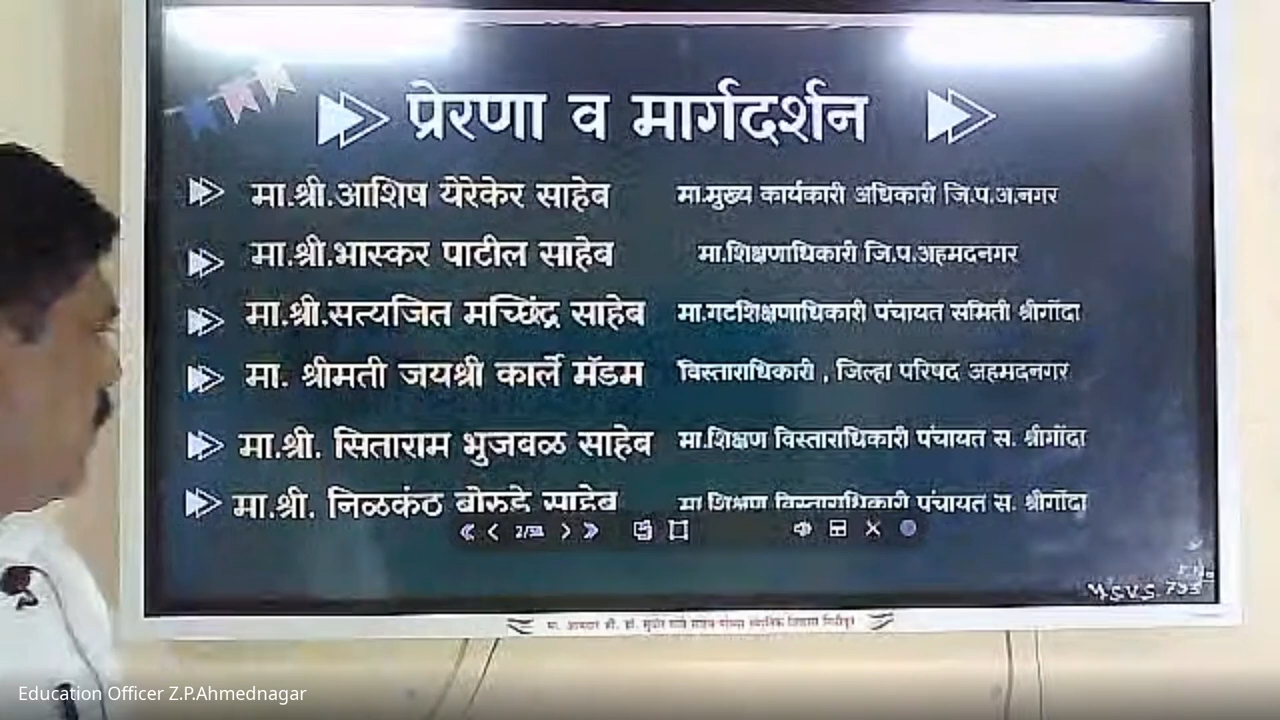 प्रेरणा व मार्गदर्शन
मा.श्री.आशिष येरेकेर साहेब मा.मुख्य कार्यकारी अधिकारी जि.प.अ.नगर
मा.श्री.भास्कर पाटील साहेब मा.शिक्षणाधिकारी जि.प.अहमदनगर
मा.श्री.सत्यजित मच्छिंद्र साहेब मा.गटशिक्षणाधिकारी पंचायत समिती श्रीगोंदा
मा. श्रीमती जयश्री कार्ले मॅडम विस्ताराधिकारी , जिल्हा परिषद अहमदनगर
मा.श्री. सिताराम भुजबळ साहेब मा.शिक्षण विस्ताराधिकारी पंचायत स. श्रीगोंदा
मा.श्री. निळकंठ बोरुडे साहेब मा शिक्षण विस्ताराधिकारी पंचायत स. श्रीगोंदा
Education Officer Z.P.Ahmednagar